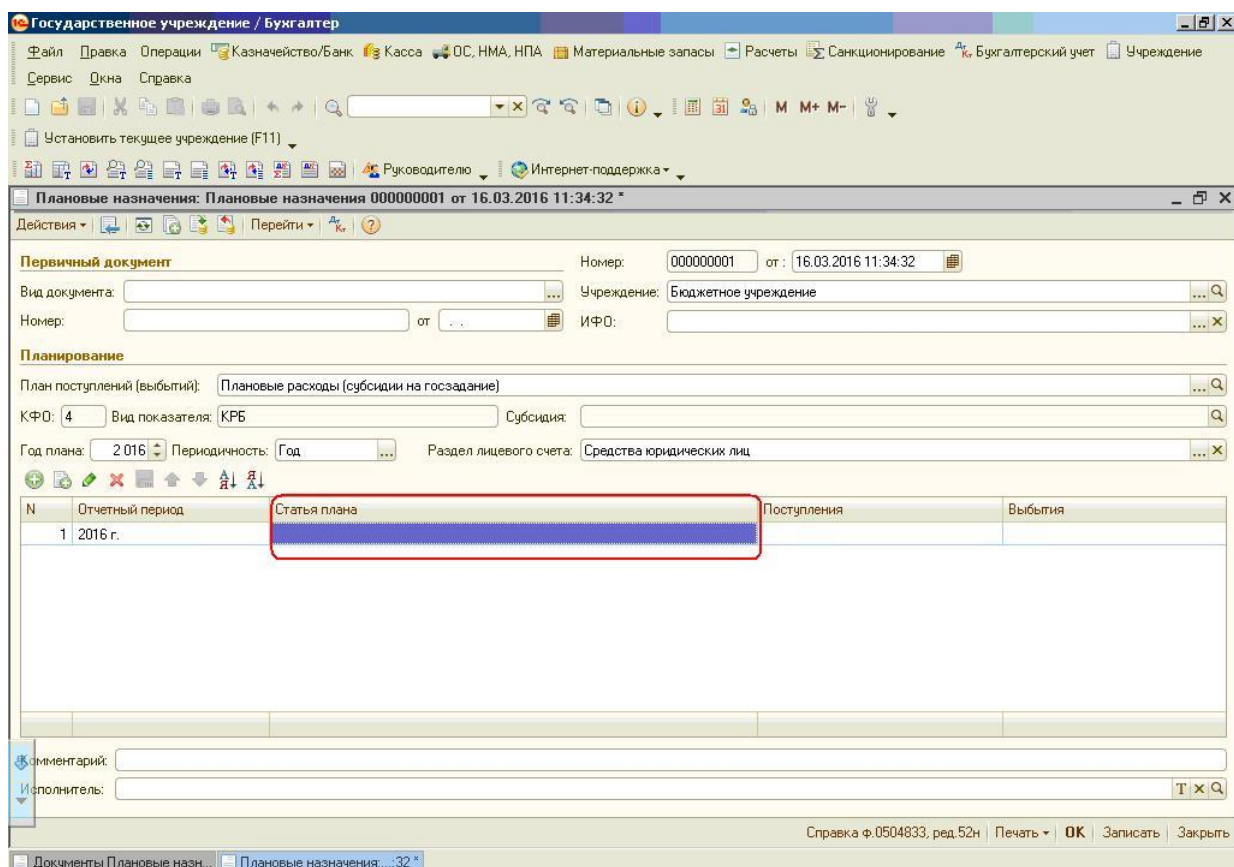 Государственное учреждение / Бухгалтер
Файл Правка Операции Казначейство/Банк Касса ОС, НМА, НПА Материальные запасы Расчеты Санкционирование Бухгалтерский учет Учреждение
Сервис Окна Справка
M M+ M-
Установить текущее учреждение (F11)
Руководителю Интернет-поддержка
Плановые назначения: Плановые назначения 000000001 от 16.03.2016 11:34:32 *
Действия Перейти
Первичный документ Номер: 000000001 от: 16.03.2016 11:34:32
Вид документа: ... Учреждение: Бюджетное учреждение ...
Номер: от . . ИФО: ...
Планирование
План поступлений (выбытий): Плановые расходы (субсидии на госзадание) ...
КФО: 4 Вид показателя: КРБ Субсидия:
Год плана: 2 016 Периодичность: Год ... Раздел лицевого счета: Средства юридических лиц ...
N Отчетный период Статья плана Поступления Выбытия
1 2016 г.
Комментарий:
Исполнитель: T
Справка ф.0504833, ред.52н Печать OK Записать Закрыть
Документы Плановые назн... Плановые назначения:...:32 *